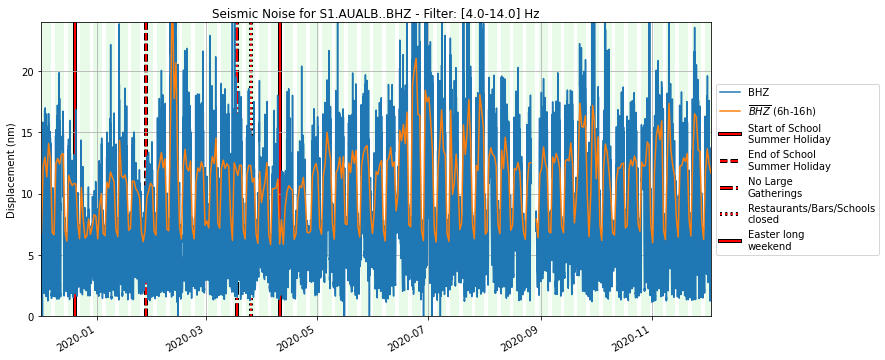 Seismic Noise for S1.AUALB..BHZ - Filter: [4.0-14.0] Hz
Displacement (nm)
20
15
10
5
0
2020-01
2020-03
2020-05
2020-07
2020-09
2020-11
BHZ
BHZ (6h-16h)
Start of School
Summer Holiday
End of School
Summer Holiday
No Large
Gatherings
Restaurants/Bars/Schools
closed
Easter long
weekend